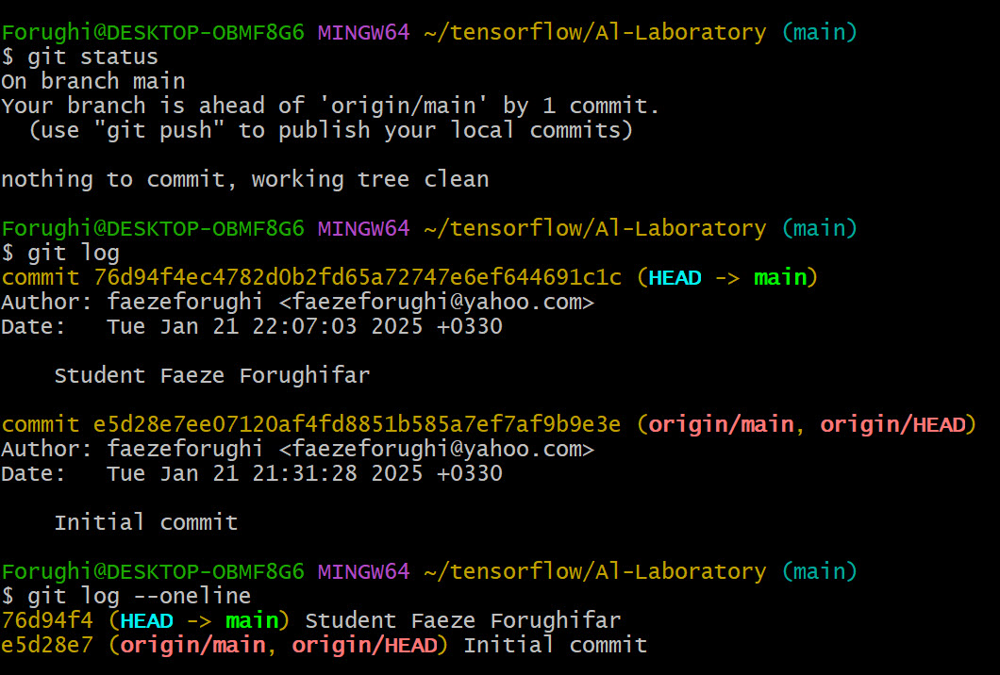 Forughi@DESKTOP-OBMF8G6 MINGW64 ~/tensorflow/Al-Laboratory (main)
$ git status
On branch main
Your branch is ahead of 'origin/main' by 1 commit.
  (use "git push" to publish your local commits)
nothing to commit, working tree clean
Forughi@DESKTOP-OBMF8G6 MINGW64 ~/tensorflow/Al-Laboratory (main)
$ git log
commit 76d94f4ec4782d0b2fd65a72747e6ef644691c1c (HEAD -> main)
Author: faezeforughi <faezeforughi@yahoo.com>
Date:   Tue Jan 21 22:07:03 2025 +0330
    Student Faeze Forughifar
commit e5d28e7ee07120af4fd8851b585a7ef7af9b9e3e (origin/main, origin/HEAD)
Author: faezeforughi <faezeforughi@yahoo.com>
Date:   Tue Jan 21 21:31:28 2025 +0330
    Initial commit
Forughi@DESKTOP-OBMF8G6 MINGW64 ~/tensorflow/Al-Laboratory (main)
$ git log --oneline
76d94f4 (HEAD -> main) Student Faeze Forughifar
e5d28e7 (origin/main, origin/HEAD) Initial commit